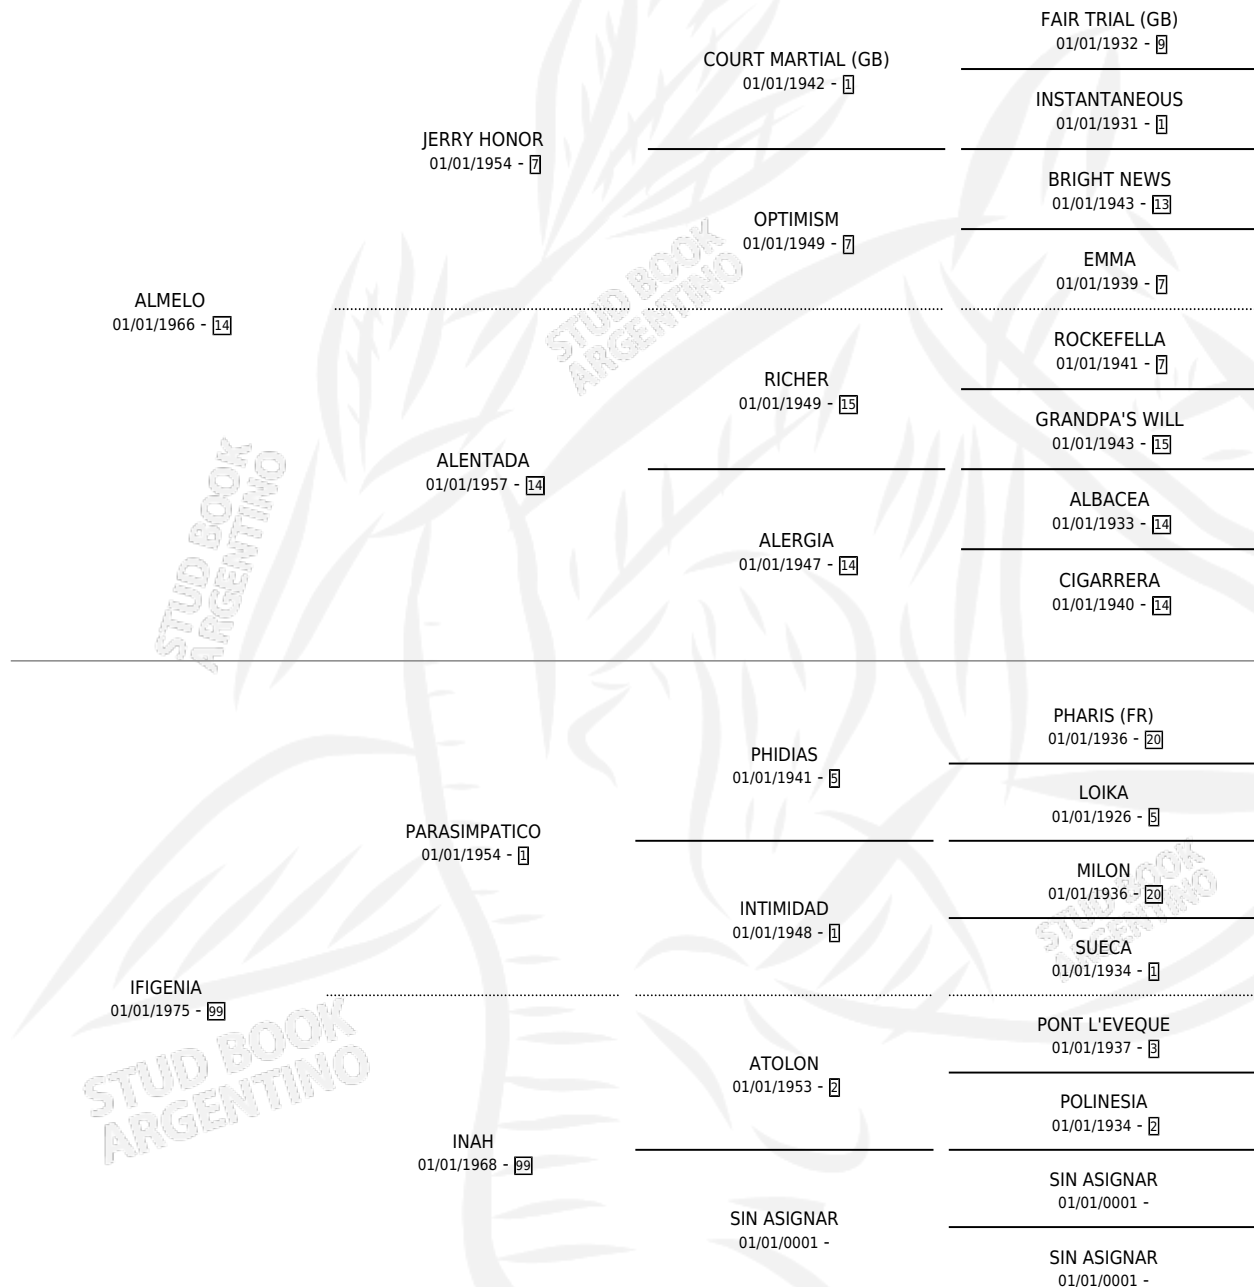 FAIR TRIAL (GB)
01/01/1932 - 9
COURT MARTIAL (GB)
01/01/1942 - 1
INSTANTANEOUS
01/01/1931 - 1
JERRY HONOR
01/01/1954 - 7
BRIGHT NEWS
01/01/1943 - 13
OPTIMISM
01/01/1949 - 7
EMMA
01/01/1939 - 7
ALMELO
01/01/1966 - 14
ROCKEFELLA
01/01/1941 - 7
RICHER
01/01/1949 - 15
GRANDPA'S WILL
01/01/1943 - 15
ALENTADA
01/01/1957 - 14
ALBACEA
01/01/1933 - 14
ALERGIA
01/01/1947 - 14
CIGARRERA
01/01/1940 - 14
PHARIS (FR)
01/01/1936 - 20
PHIDIAS
01/01/1941 - 5
LOIKA
01/01/1926 - 5
PARASIMPATICO
01/01/1954 - 1
MILON
01/01/1936 - 20
INTIMIDAD
01/01/1948 - 1
SUECA
01/01/1934 - 1
IFIGENIA
01/01/1975 - 99
PONT L'EVEQUE
01/01/1937 - 3
ATOLON
01/01/1953 - 2
POLINESIA
01/01/1934 - 2
INAH
01/01/1968 - 99
SIN ASIGNAR
01/01/0001 -
SIN ASIGNAR
01/01/0001 -
SIN ASIGNAR
01/01/0001 -
STUD BOOK
ARGENTINO
STUD BOOK
ARGENTINO
STUD BOOK
ARGENTINO
STUD BOOK
ARGENTINO